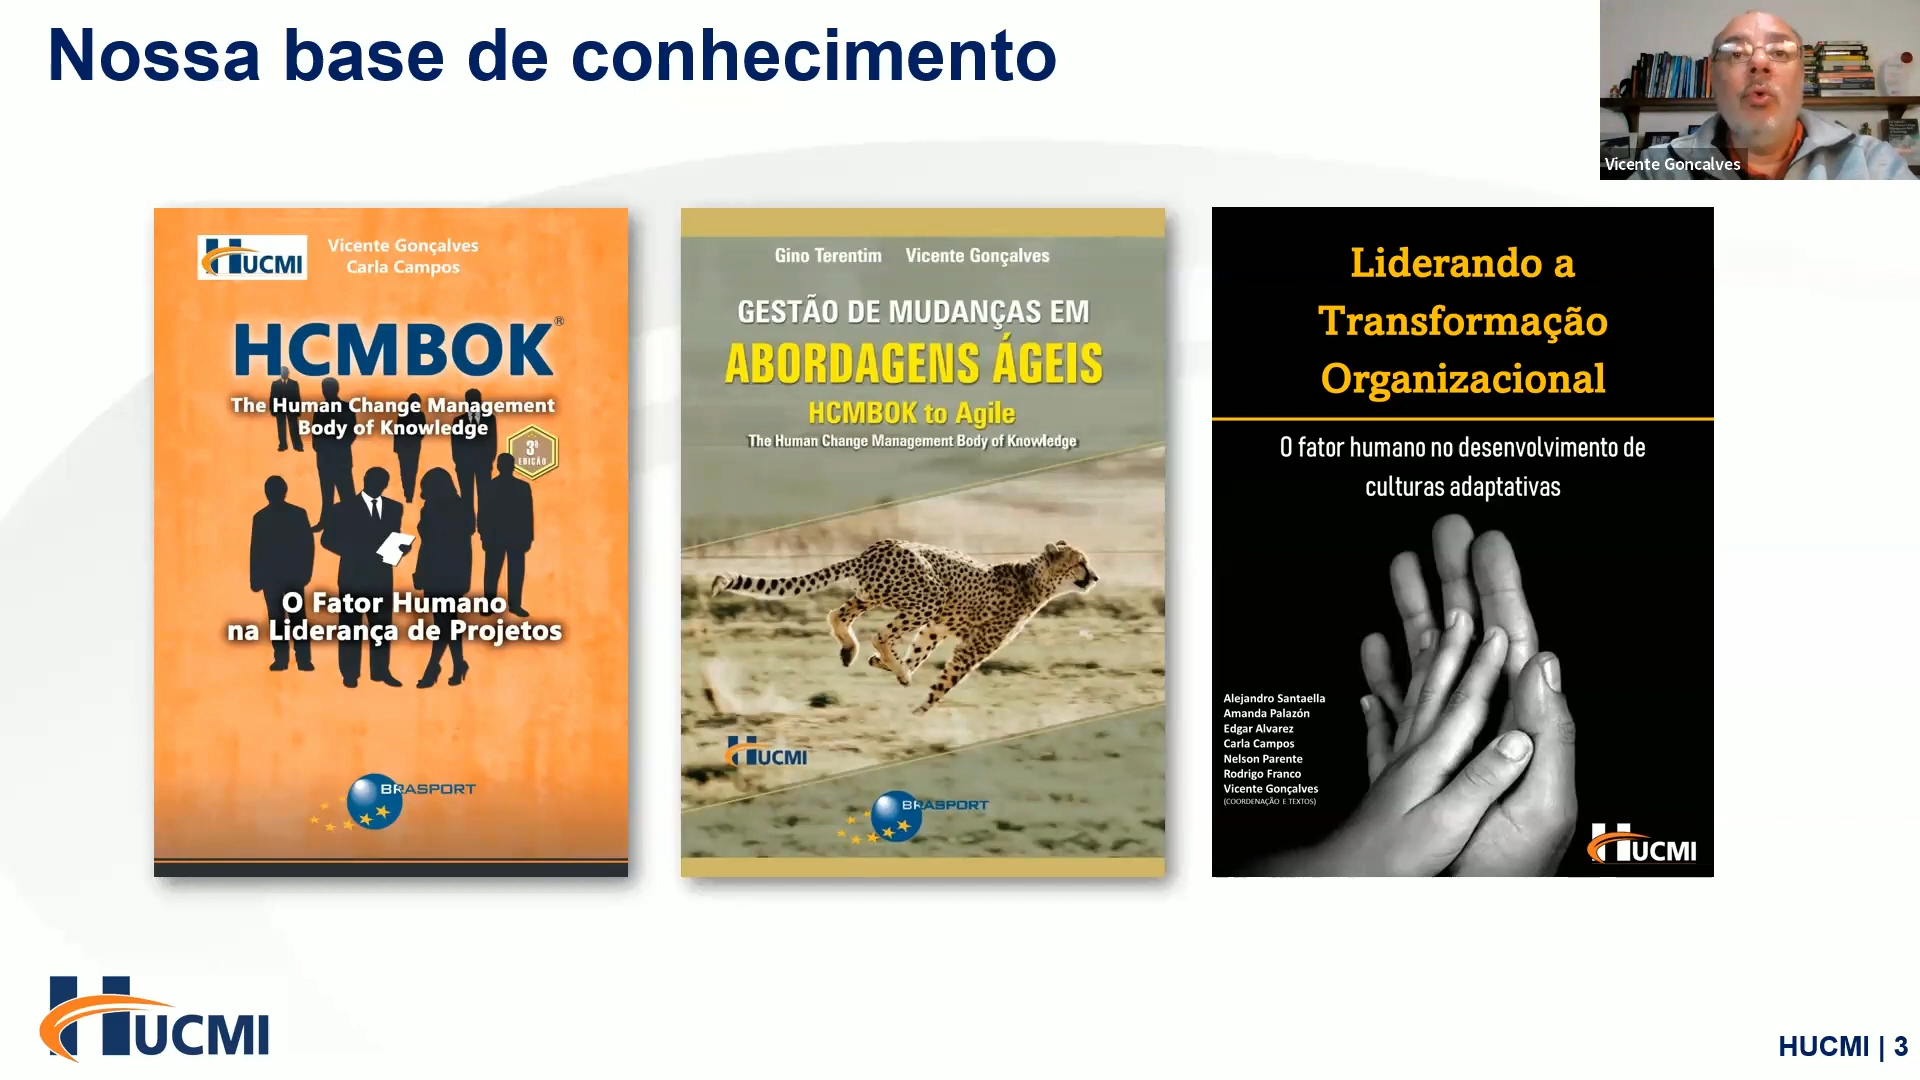 Nossa base de conhecimento
Vicente Goncalves
HUCMI
Vicente Gonçalves
Carla Campos
HCMBOK®
The Human Change Management
Body of Knowledge
3ª
EDIÇÃO
O Fator Humano
na Liderança de Projetos
BRASPORT
Gino Terentim Vicente Gonçalves
GESTÃO DE MUDANÇAS EM
ABORDAGENS ÁGEIS
HCMBOK to Agile
The Human Change Management Body of Knowledge
HUCMI
BRASPORT
Liderando a
Transformação
Organizacional
O fator humano no desenvolvimento de
culturas adaptativas
Alejandro Santaella
Amanda Palazón
Edgar Alvarez
Carla Campos
Nelson Parente
Rodrigo Franco
Vicente Gonçalves
(COORDENAÇÃO E TEXTOS)
HUCMI
HUCMI
HUCMI | 3